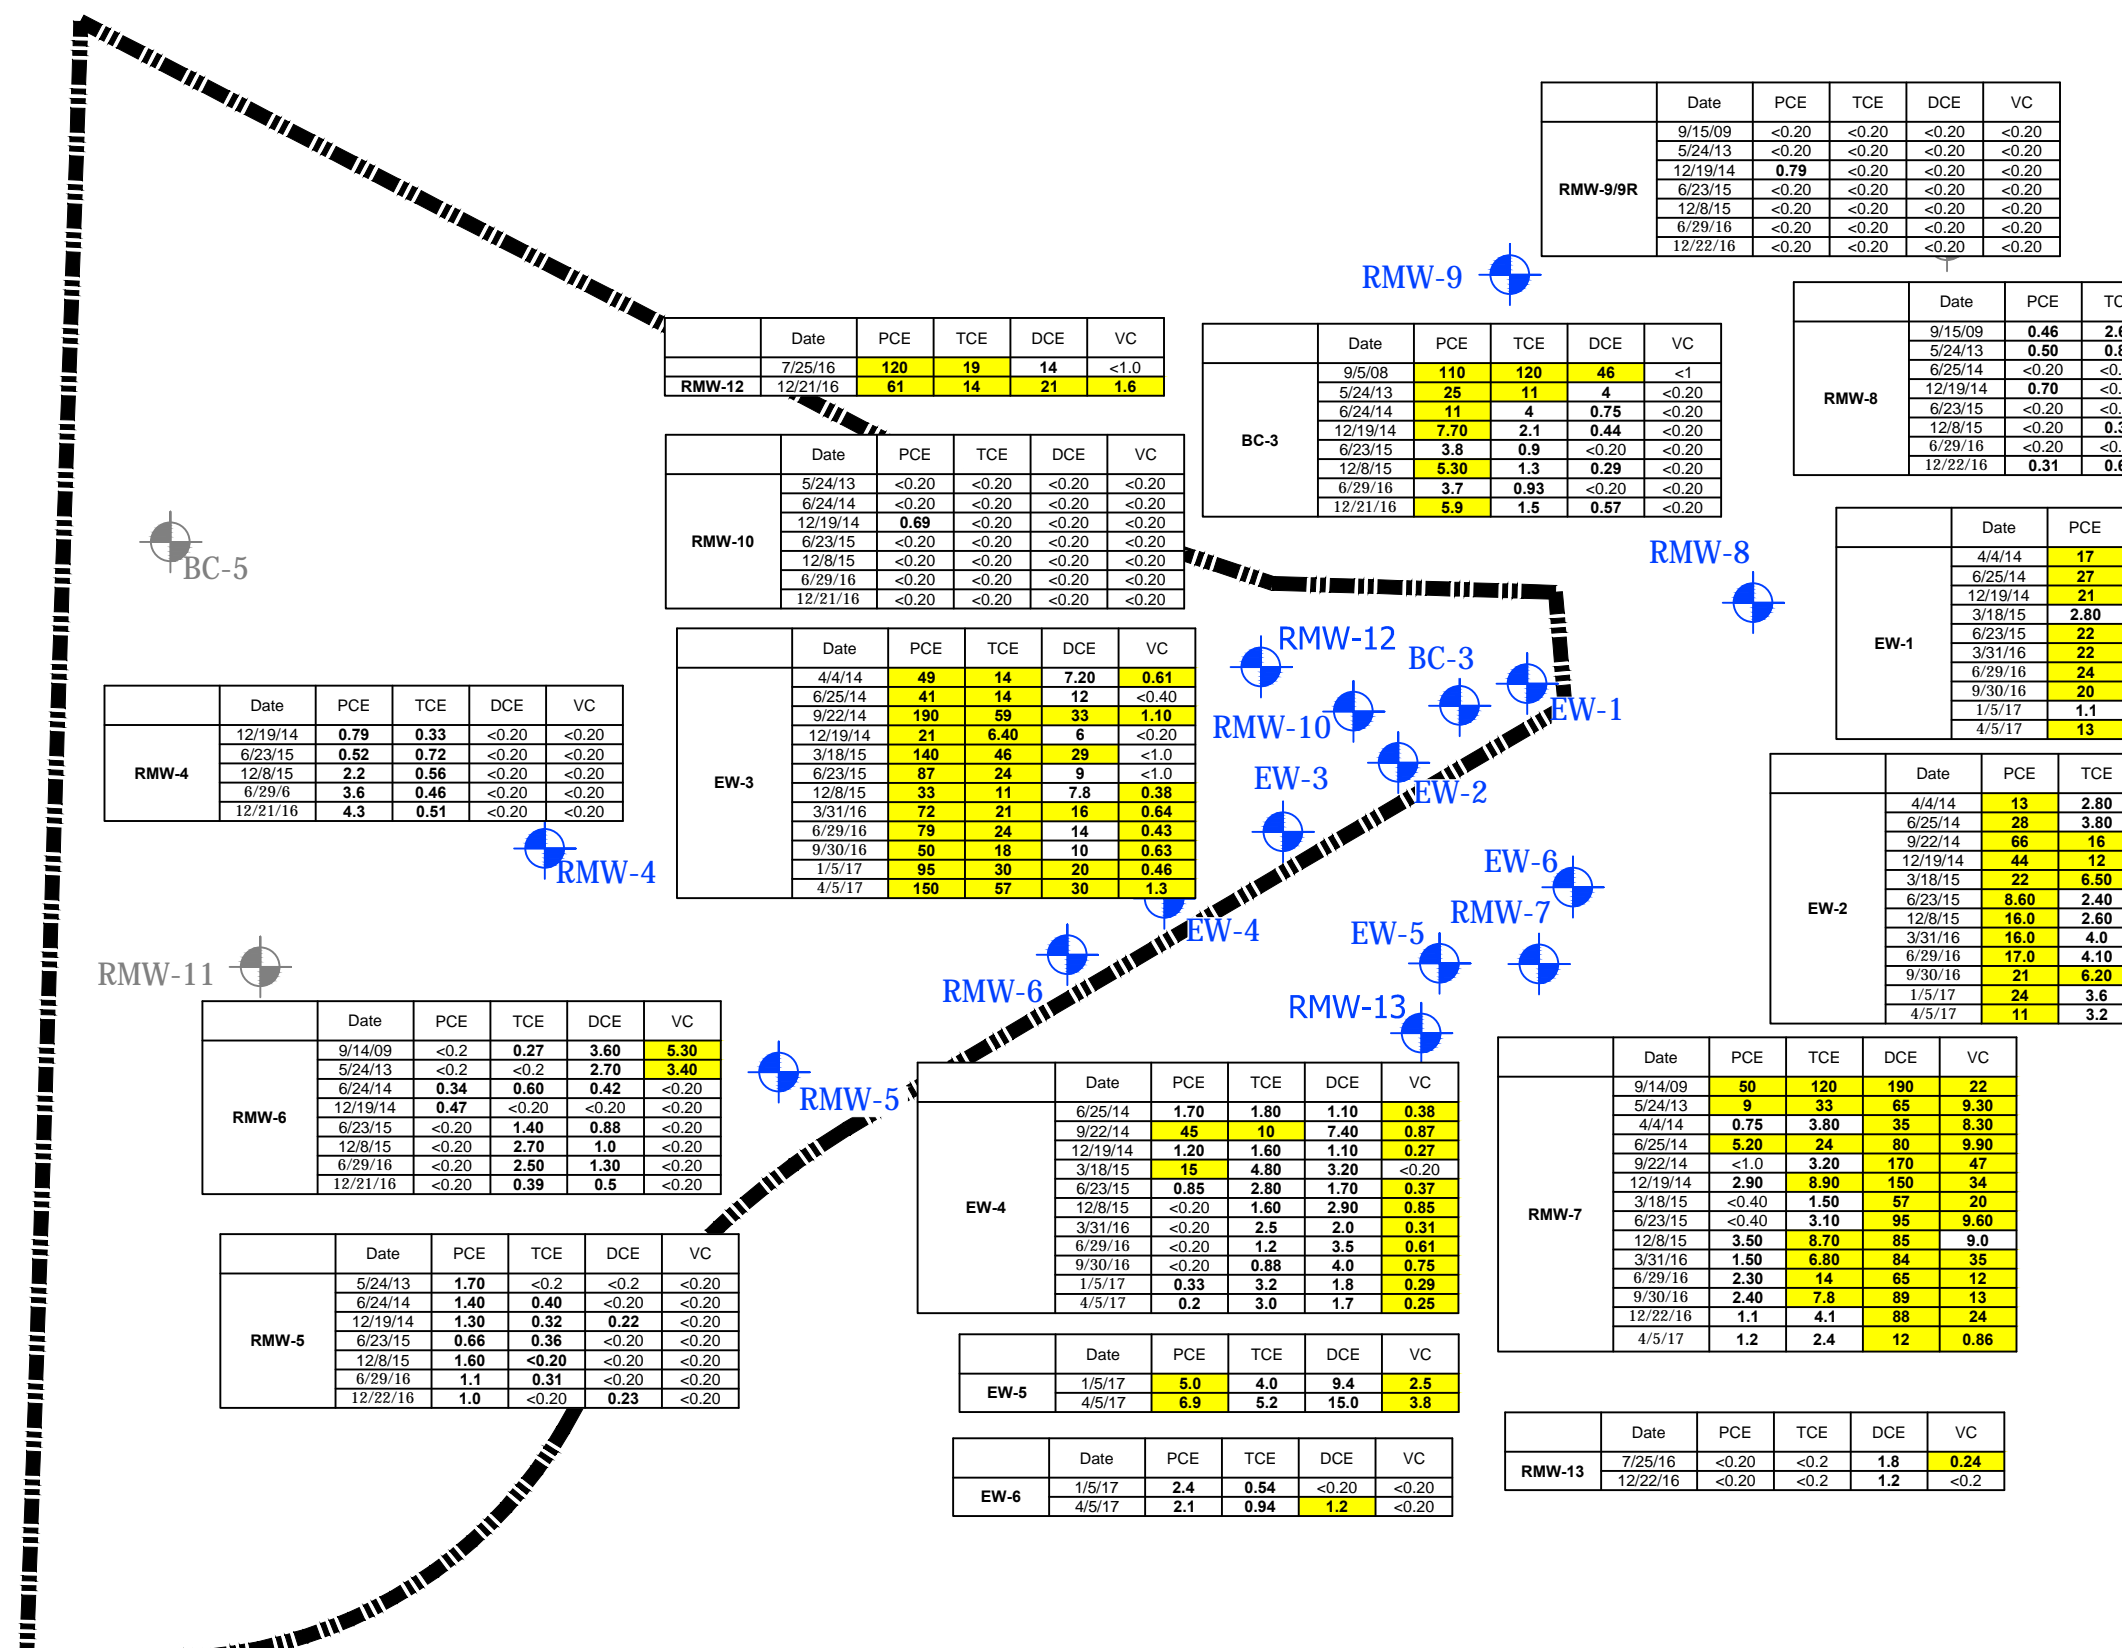 Date PCE TCE DCE VC
RMW-9/9R
9/15/09 <0.20 <0.20 <0.20 <0.20
5/24/13 <0.20 <0.20 <0.20 <0.20
12/19/14 0.79 <0.20 <0.20 <0.20
6/23/15 <0.20 <0.20 <0.20 <0.20
12/8/15 <0.20 <0.20 <0.20 <0.20
6/29/16 <0.20 <0.20 <0.20 <0.20
12/22/16 <0.20 <0.20 <0.20 <0.20
RMW-9
Date PCE
RMW-8
9/15/09 0.46
5/24/13 0.50
6/25/14 <0.20
12/19/14 0.70
6/23/15 <0.20
12/8/15 <0.20
6/29/16 <0.20
12/22/16 0.31
Date PCE TCE DCE VC
RMW-12
7/25/16 120 19 14 <1.0
12/21/16 61 14 21 1.6
Date PCE TCE DCE VC
BC-3
9/5/08 110 120 46 <1
5/24/13 25 11 4 <0.20
6/24/14 11 4 0.75 <0.20
12/19/14 7.70 2.1 0.44 <0.20
6/23/15 3.8 0.9 <0.20 <0.20
12/8/15 5.30 1.3 0.29 <0.20
6/29/16 3.7 0.93 <0.20 <0.20
12/21/16 5.9 1.5 0.57 <0.20
Date PCE TCE DCE VC
RMW-10
5/24/13 <0.20 <0.20 <0.20 <0.20
6/24/14 <0.20 <0.20 <0.20 <0.20
12/19/14 0.69 <0.20 <0.20 <0.20
6/23/15 <0.20 <0.20 <0.20 <0.20
12/8/15 <0.20 <0.20 <0.20 <0.20
6/29/16 <0.20 <0.20 <0.20 <0.20
12/21/16 <0.20 <0.20 <0.20 <0.20
BC-5
RMW-8
Date PCE
EW-1
4/4/14 17
6/25/14 27
12/19/14 21
3/18/15 2.80
6/23/15 22
3/31/16 22
6/29/16 24
9/30/16 20
1/5/17 1.1
4/5/17 13
Date PCE TCE DCE VC
EW-3
4/4/14 49 14 7.20 0.61
6/25/14 41 14 12 <0.40
9/22/14 190 59 33 1.10
12/19/14 21 6.40 6 <0.20
3/18/15 140 46 29 <1.0
6/23/15 87 24 9 <1.0
12/8/15 33 11 7.8 0.38
3/31/16 72 21 16 0.64
6/29/16 79 24 14 0.43
9/30/16 50 18 10 0.63
1/5/17 95 30 20 0.46
4/5/17 150 57 30 1.3
RMW-12
BC-3
RMW-10
EW-1
EW-3
EW-2
Date PCE TCE DCE VC
RMW-4
12/19/14 0.79 0.33 <0.20 <0.20
6/23/15 0.52 0.72 <0.20 <0.20
12/8/15 2.2 0.56 <0.20 <0.20
6/29/6 3.6 0.46 <0.20 <0.20
12/21/16 4.3 0.51 <0.20 <0.20
RMW-4
Date PCE TCE
EW-2
4/4/14 13 2.80
6/25/14 28 3.80
9/22/14 66 16
12/19/14 44 12
3/18/15 22 6.50
6/23/15 8.60 2.40
12/8/15 16.0 2.60
3/31/16 16.0 4.0
6/29/16 17.0 4.10
9/30/16 21 6.20
1/5/17 24 3.6
4/5/17 11 3.2
EW-6
RMW-7
EW-5
EW-4
RMW-11
RMW-6
RMW-13
RMW-5
Date PCE TCE DCE VC
RMW-6
9/14/09 <0.2 0.27 3.60 5.30
5/24/13 <0.2 <0.2 2.70 3.40
6/24/14 0.34 0.60 0.42 <0.20
12/19/14 0.47 <0.20 <0.20 <0.20
6/23/15 <0.20 1.40 0.88 <0.20
12/8/15 <0.20 2.70 1.0 <0.20
6/29/16 <0.20 2.50 1.30 <0.20
12/21/16 <0.20 0.39 0.5 <0.20
Date PCE TCE DCE VC
EW-4
6/25/14 1.70 1.80 1.10 0.38
9/22/14 45 10 7.40 0.87
12/19/14 1.20 1.60 1.10 0.27
3/18/15 15 4.80 3.20 <0.20
6/23/15 0.85 2.80 1.70 0.37
12/8/15 <0.20 1.60 2.90 0.85
3/31/16 <0.20 2.5 2.0 0.31
6/29/16 <0.20 1.2 3.5 0.61
9/30/16 <0.20 0.88 4.0 0.75
1/5/17 0.33 3.2 1.8 0.29
4/5/17 0.2 3.0 1.7 0.25
Date PCE TCE DCE VC
RMW-7
9/14/09 50 120 190 22
5/24/13 9 33 65 9.30
4/4/14 0.75 3.80 35 8.30
6/25/14 5.20 24 80 9.90
9/22/14 <1.0 3.20 170 47
12/19/14 2.90 8.90 150 34
3/18/15 <0.40 1.50 57 20
6/23/15 <0.40 3.10 95 9.60
12/8/15 3.50 8.70 85 9.0
3/31/16 1.50 6.80 84 35
6/29/16 2.30 14 65 12
9/30/16 2.40 7.8 89 13
12/22/16 1.1 4.1 88 24
4/5/17 1.2 2.4 12 0.86
Date PCE TCE DCE VC
RMW-5
5/24/13 1.70 <0.2 <0.2 <0.20
6/24/14 1.40 0.40 <0.20 <0.20
12/19/14 1.30 0.32 0.22 <0.20
6/23/15 0.66 0.36 <0.20 <0.20
12/8/15 1.60 <0.20 <0.20 <0.20
6/29/16 1.1 0.31 <0.20 <0.20
12/22/16 1.0 <0.20 0.23 <0.20
Date PCE TCE DCE VC
EW-5
1/5/17 5.0 4.0 9.4 2.5
4/5/17 6.9 5.2 15.0 3.8
Date PCE TCE DCE VC
EW-6
1/5/17 2.4 0.54 <0.20 <0.20
4/5/17 2.1 0.94 1.2 <0.20
Date PCE TCE DCE VC
RMW-13
7/25/16 <0.20 <0.2 1.8 0.24
12/22/16 <0.20 <0.2 1.2 <0.2